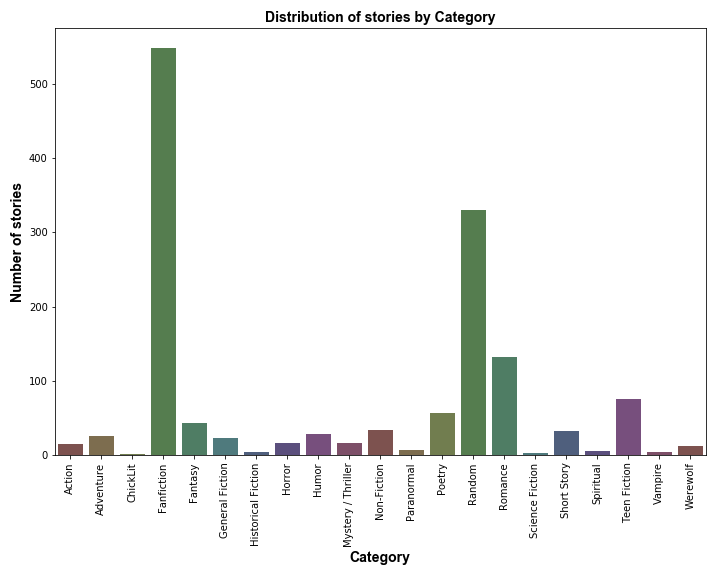 Distribution of stories by Category
Number of stories
500
400
300
200
100
0
Action
Adventure
ChickLit
Fanfiction
Fantasy
General Fiction
Historical Fiction
Horror
Humor
Mystery / Thriller
Non-Fiction
Paranormal
Poetry
Random
Romance
Science Fiction
Short Story
Spiritual
Teen Fiction
Vampire
Werewolf
Category